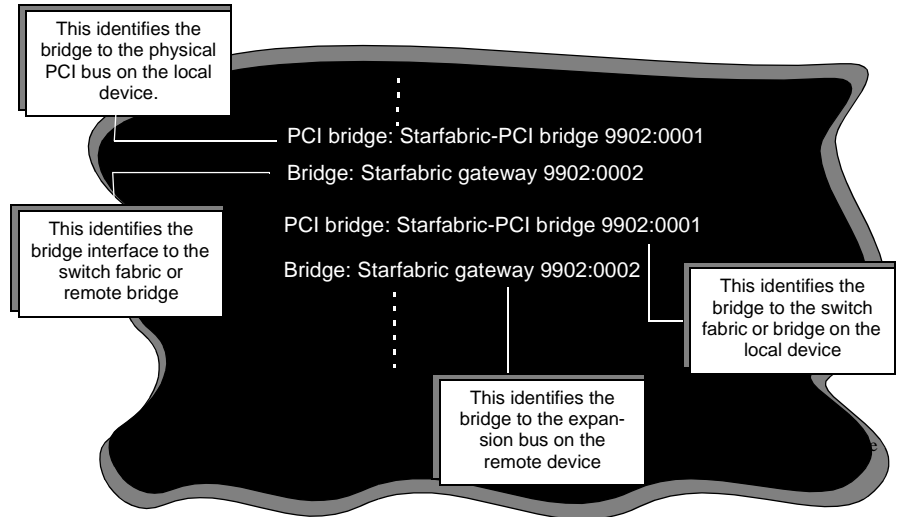 This identifies the
bridge to the physical
PCI bus on the local
device.
PCI bridge: Starfabric-PCI bridge 9902:0001
Bridge: Starfabric gateway 9902:0002
This identifies the
bridge interface to the
switch fabric or
remote bridge
PCI bridge: Starfabric-PCI bridge 9902:0001
Bridge: Starfabric gateway 9902:0002
This identifies the
bridge to the switch
fabric or bridge on the
local device
This identifies the
bridge to the expan-
sion bus on the
remote device